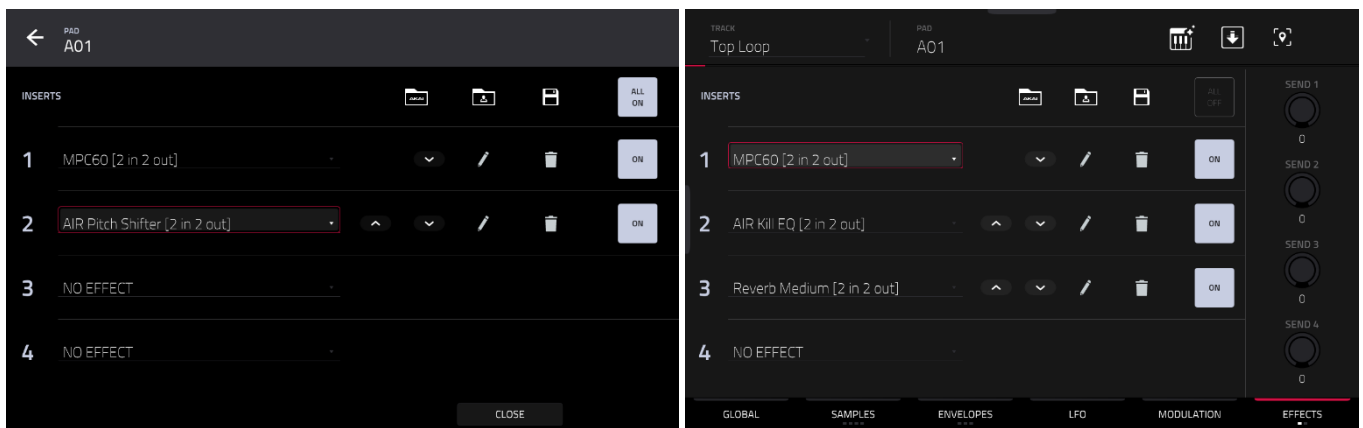 PAD
A01
INSERTS
AKAI
ALL
ON
1 MPC60 [2 in 2 out] ON
2 AIR Pitch Shifter [2 in 2 out] ON
3 NO EFFECT
4 NO EFFECT
CLOSE
TRACK
Top Loop
PAD
A01
INSERTS
AKAI
ALL
OFF
1 MPC60 [2 in 2 out] ON
2 AIR Kill EQ [2 in 2 out] ON
3 Reverb Medium [2 in 2 out] ON
4 NO EFFECT
SEND 1
0
SEND 2
0
SEND 3
0
SEND 4
0
GLOBAL SAMPLES ENVELOPES LFO MODULATION EFFECTS